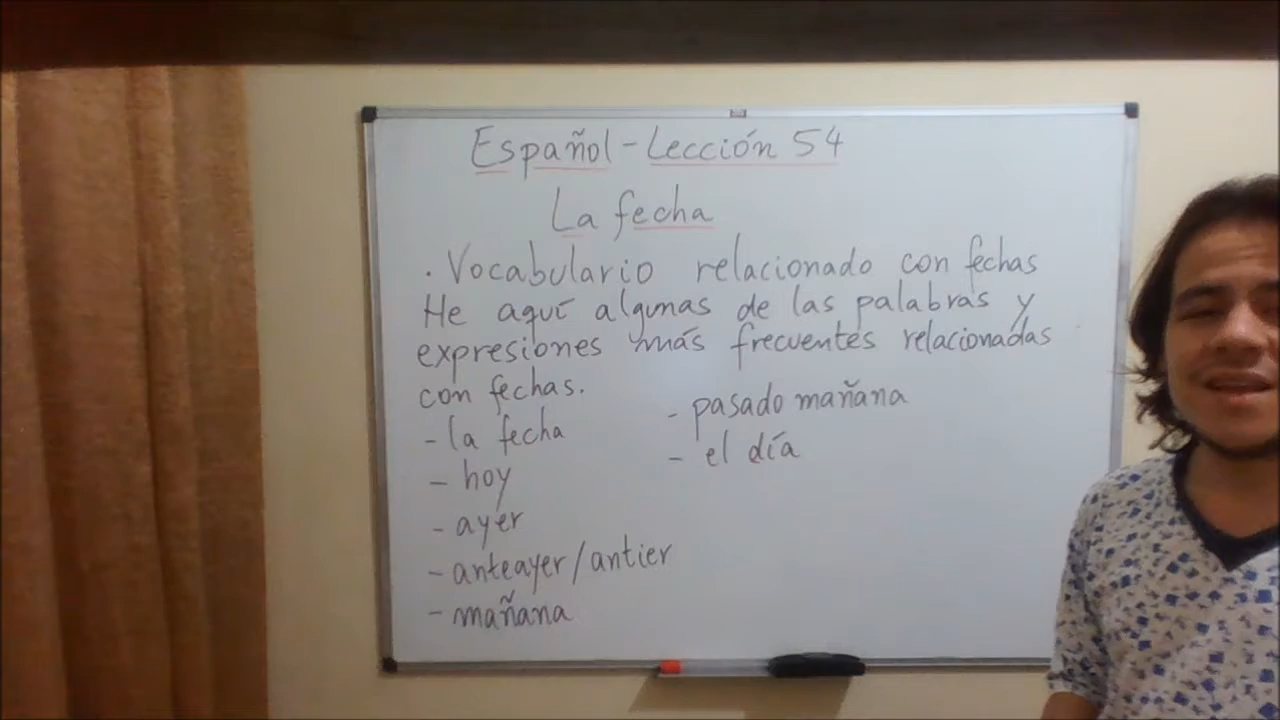 Español - Lección 54
La fecha
. Vocabulario relacionado con fechas
He aquí algunas de las palabras y
expresiones más frecuentes relacionadas
con fechas.
- la fecha
- hoy
- ayer
- anteayer/antier
- mañana
- pasado mañana
- el día